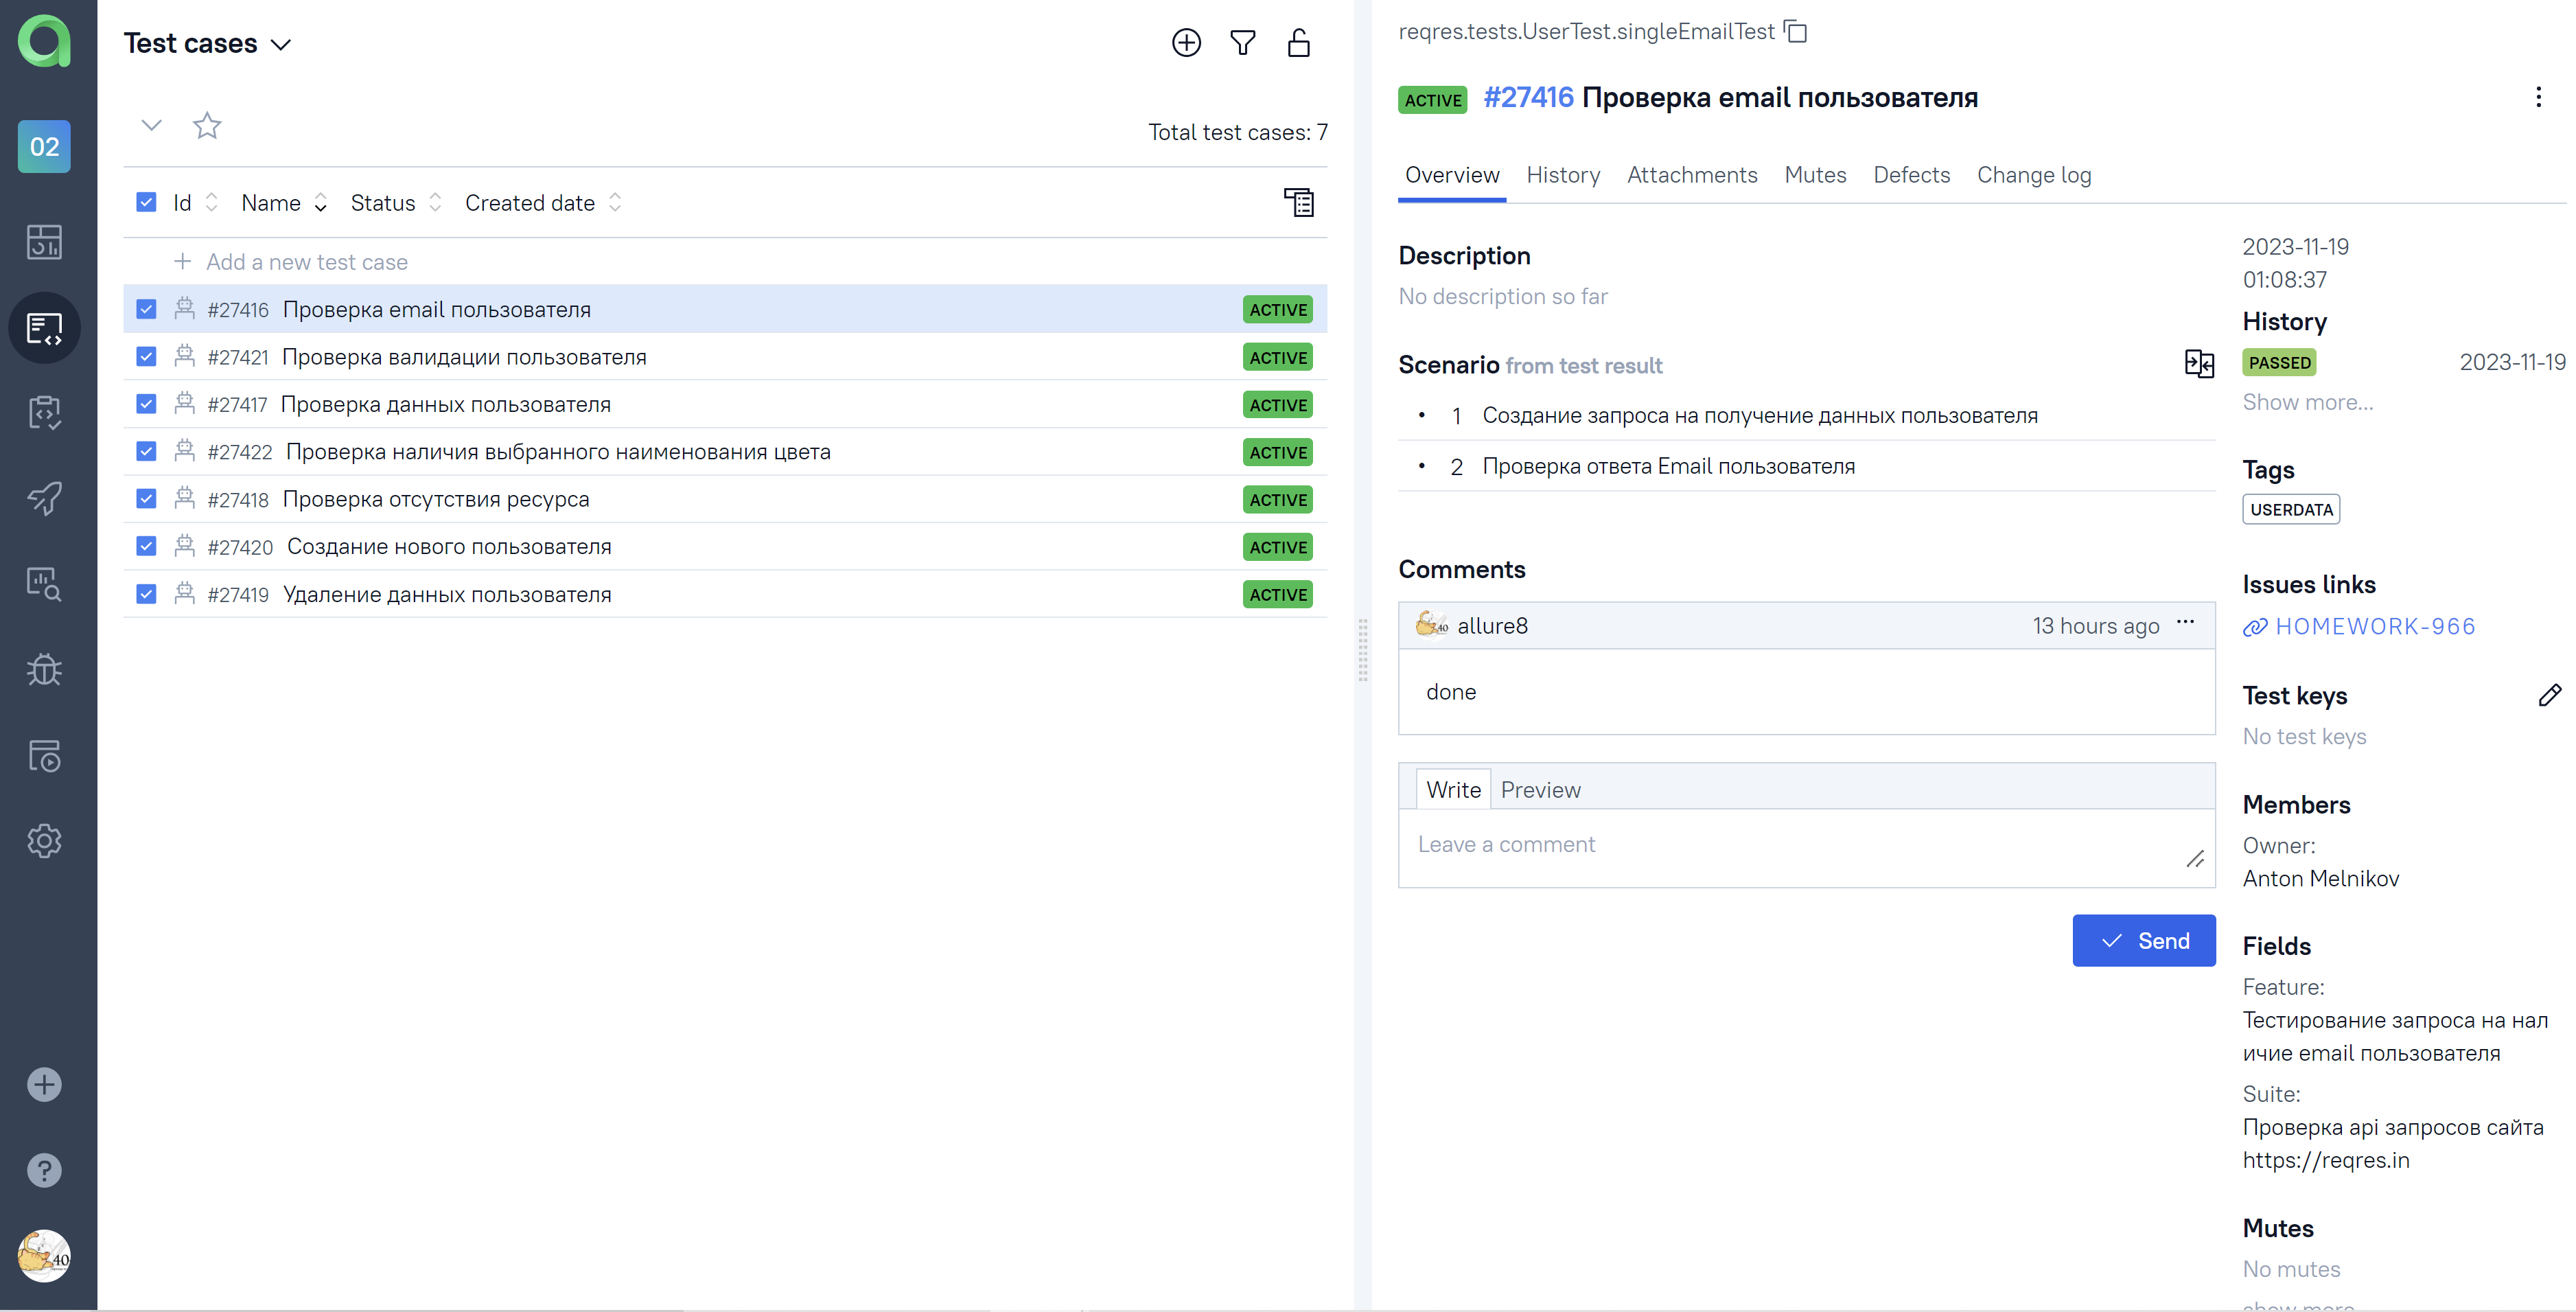 02
Test cases
Total test cases: 7
Id Name Status Created date
Add a new test case
#27416 Проверка email пользователя ACTIVE
#27421 Проверка валидации пользователя ACTIVE
#27417 Проверка данных пользователя ACTIVE
#27422 Проверка наличия выбранного наименования цвета ACTIVE
#27418 Проверка отсутствия ресурса ACTIVE
#27420 Создание нового пользователя ACTIVE
#27419 Удаление данных пользователя ACTIVE
40
reqres.tests.UserTest.singleEmailTest
ACTIVE #27416 Проверка email пользователя
Overview History Attachments Mutes Defects Change log
Description
No description so far
Scenario from test result
• 1 Создание запроса на получение данных пользователя
• 2 Проверка ответа Email пользователя
Comments
40 allure8 13 hours ago
done
Write Preview
Leave a comment
Send
2023-11-19
01:08:37
History
PASSED 2023-11-19
Show more...
Tags
USERDATA
Issues links
HOMEWORK-966
Test keys
No test keys
Members
Owner:
Anton Melnikov
Fields
Feature:
Тестирование запроса на нал
ичие email пользователя
Suite:
Проверка api запросов сайта
https://reqres.in
Mutes
No mutes
show more